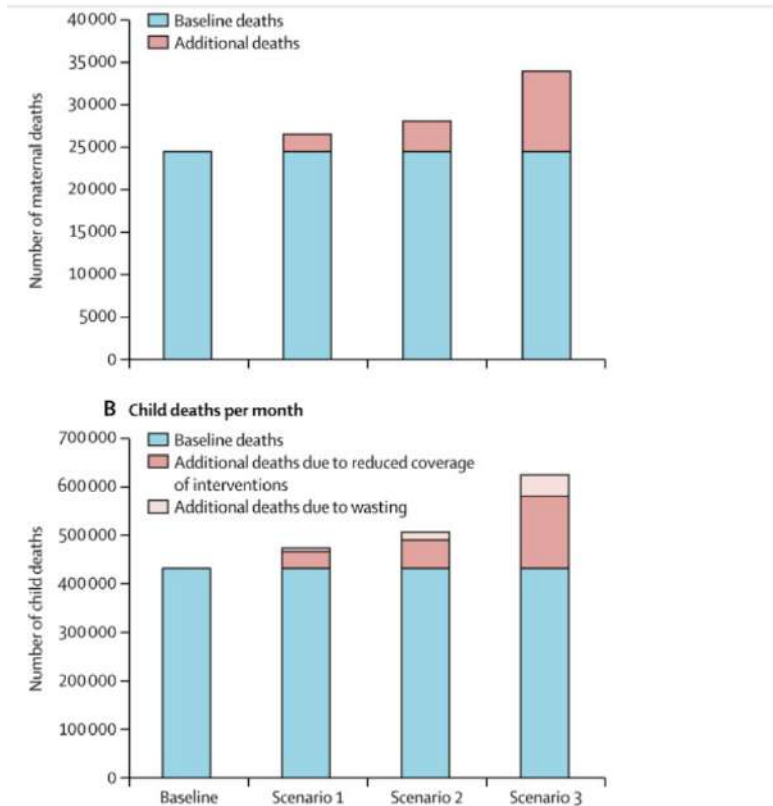 40000
Baseline deaths
Additional deaths
35000
30000
25000
20000
15000
10000
5000
0
Number of maternal deaths
B Child deaths per month
700000
Baseline deaths
Additional deaths due to reduced coverage
of interventions
Additional deaths due to wasting
600000
500000
400000
300000
200000
100000
0
Number of child deaths
Baseline Scenario 1 Scenario 2 Scenario 3